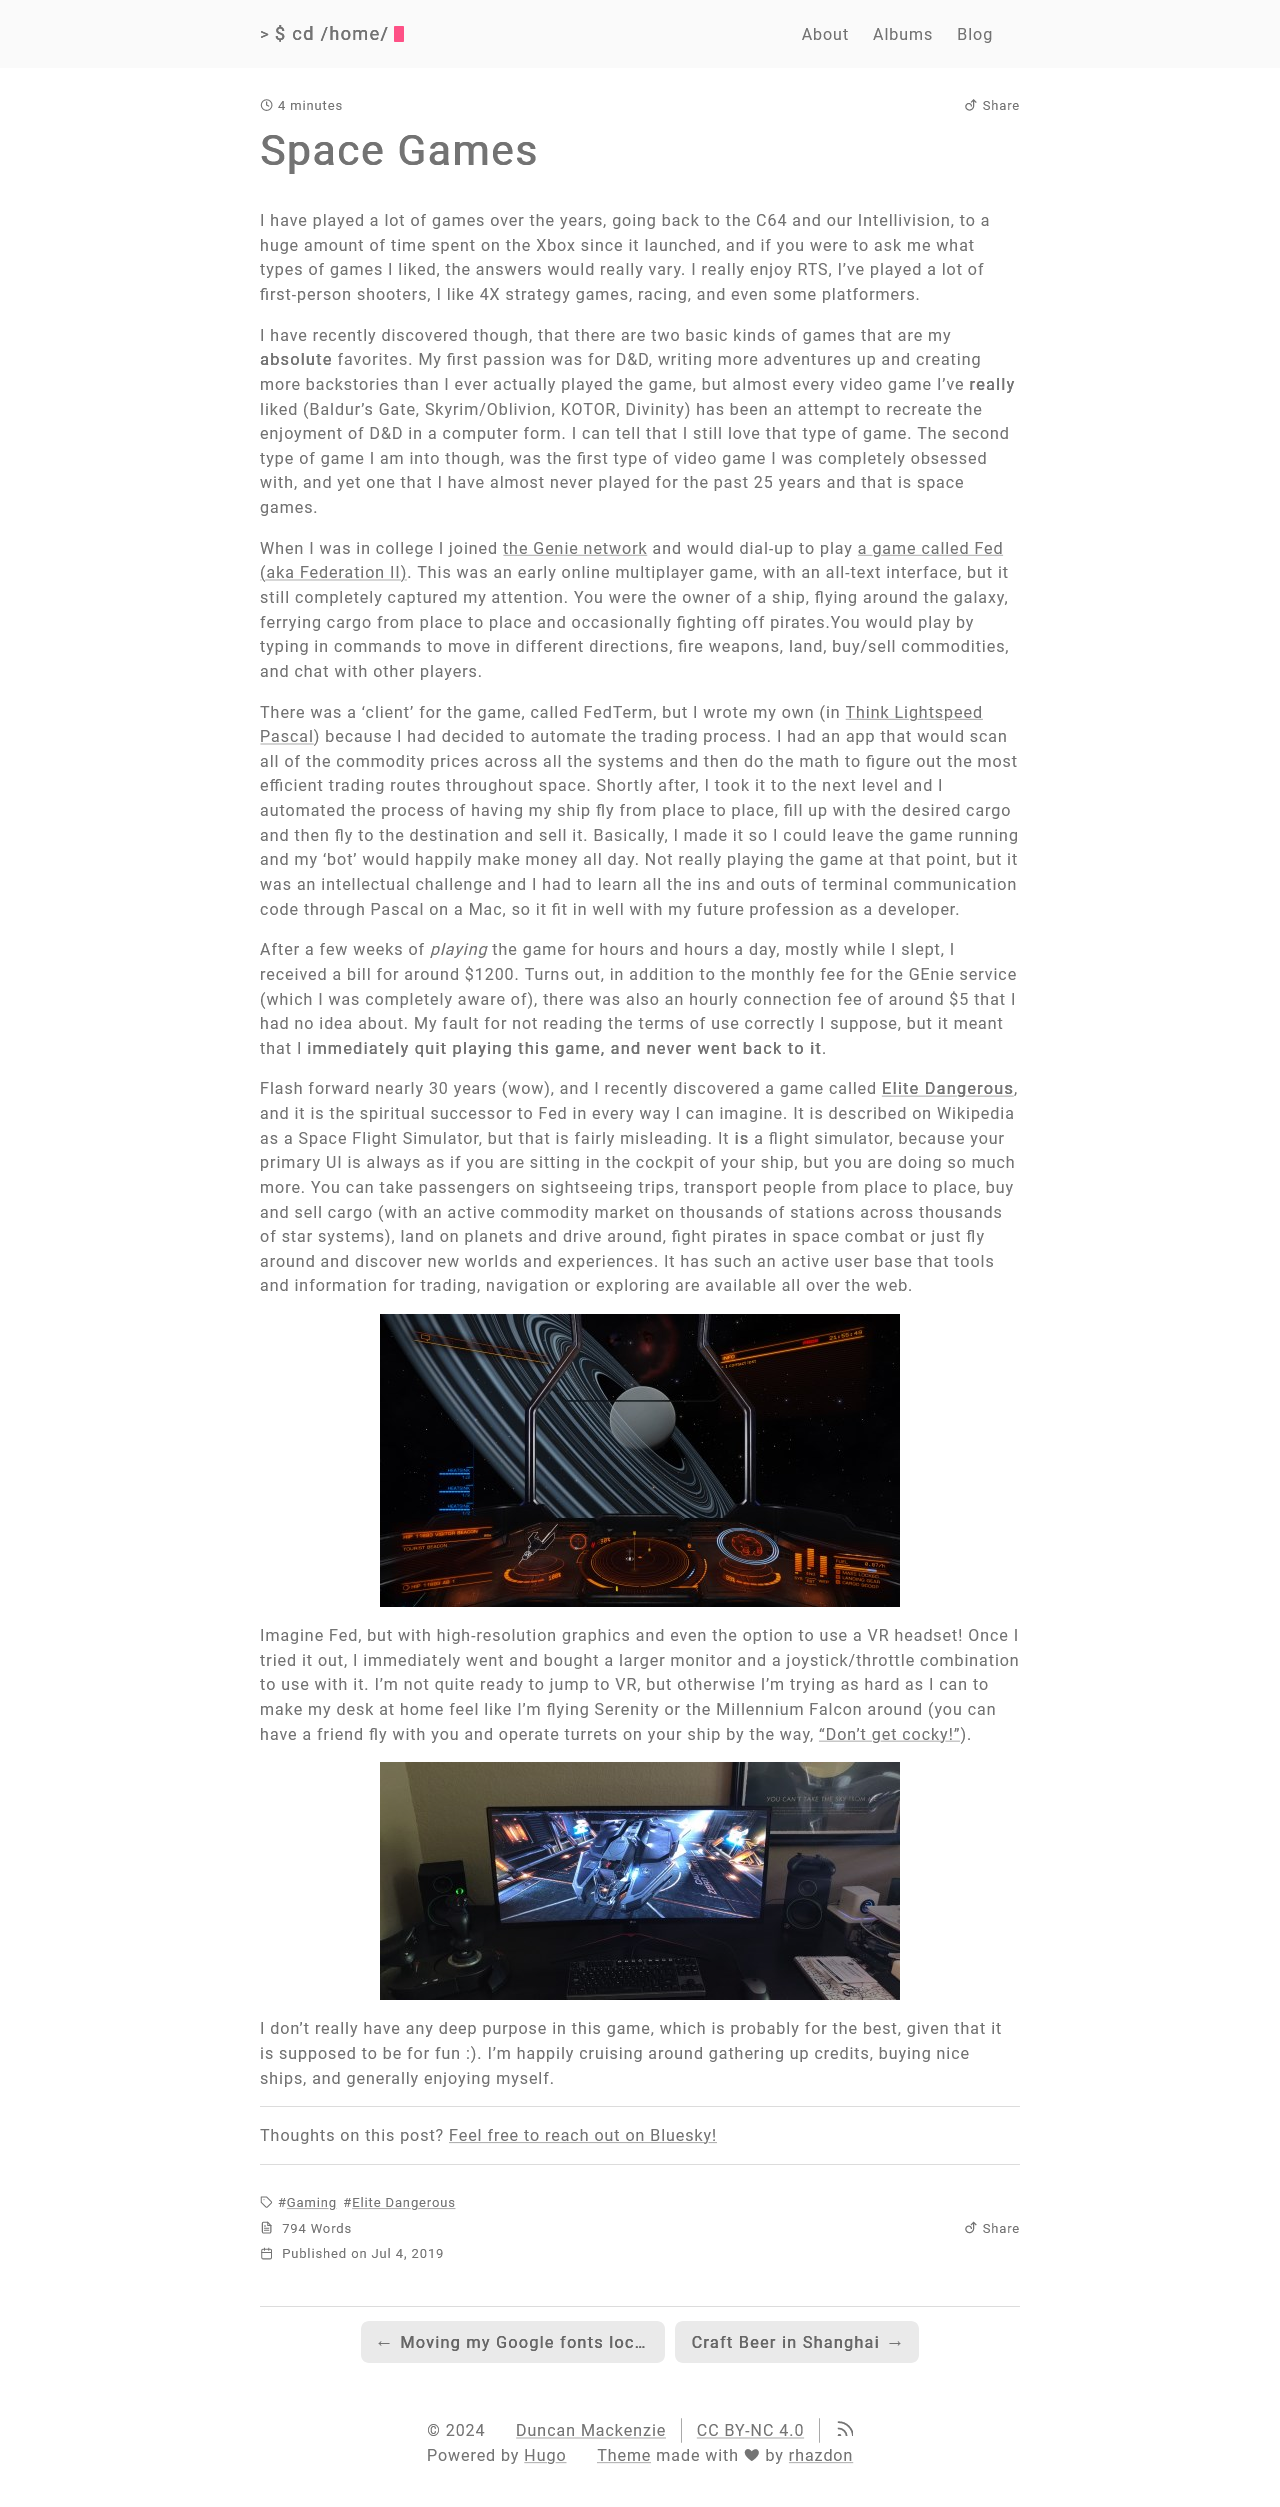 > $ cd /home/
About Albums Blog
4 minutes
Share
Space Games
I have played a lot of games over the years, going back to the C64 and our Intellivision, to a
huge amount of time spent on the Xbox since it launched, and if you were to ask me what
types of games I liked, the answers would really vary. I really enjoy RTS, I’ve played a lot of
first-person shooters, I like 4X strategy games, racing, and even some platformers.
I have recently discovered though, that there are two basic kinds of games that are my
absolute favorites. My first passion was for D&D, writing more adventures up and creating
more backstories than I ever actually played the game, but almost every video game I’ve really
liked (Baldur’s Gate, Skyrim/Oblivion, KOTOR, Divinity) has been an attempt to recreate the
enjoyment of D&D in a computer form. I can tell that I still love that type of game. The second
type of game I am into though, was the first type of video game I was completely obsessed
with, and yet one that I have almost never played for the past 25 years and that is space
games.
When I was in college I joined the Genie network and would dial-up to play a game called Fed
(aka Federation II). This was an early online multiplayer game, with an all-text interface, but it
still completely captured my attention. You were the owner of a ship, flying around the galaxy,
ferrying cargo from place to place and occasionally fighting off pirates.You would play by
typing in commands to move in different directions, fire weapons, land, buy/sell commodities,
and chat with other players.
There was a ‘client’ for the game, called FedTerm, but I wrote my own (in Think Lightspeed
Pascal) because I had decided to automate the trading process. I had an app that would scan
all of the commodity prices across all the systems and then do the math to figure out the most
efficient trading routes throughout space. Shortly after, I took it to the next level and I
automated the process of having my ship fly from place to place, fill up with the desired cargo
and then fly to the destination and sell it. Basically, I made it so I could leave the game running
and my ‘bot’ would happily make money all day. Not really playing the game at that point, but it
was an intellectual challenge and I had to learn all the ins and outs of terminal communication
code through Pascal on a Mac, so it fit in well with my future profession as a developer.
After a few weeks of playing the game for hours and hours a day, mostly while I slept, I
received a bill for around $1200. Turns out, in addition to the monthly fee for the GEnie service
(which I was completely aware of), there was also an hourly connection fee of around $5 that I
had no idea about. My fault for not reading the terms of use correctly I suppose, but it meant
that I immediately quit playing this game, and never went back to it.
Flash forward nearly 30 years (wow), and I recently discovered a game called Elite Dangerous,
and it is the spiritual successor to Fed in every way I can imagine. It is described on Wikipedia
as a Space Flight Simulator, but that is fairly misleading. It is a flight simulator, because your
primary UI is always as if you are sitting in the cockpit of your ship, but you are doing so much
more. You can take passengers on sightseeing trips, transport people from place to place, buy
and sell cargo (with an active commodity market on thousands of stations across thousands
of star systems), land on planets and drive around, fight pirates in space combat or just fly
around and discover new worlds and experiences. It has such an active user base that tools
and information for trading, navigation or exploring are available all over the web.
21:55:40
INFO
HEATSINK
HEATSINK
HEATSINK
TOURIST BEACON
FUEL
MASS LOCKED
LANDING GEAR
CARGO SCOOP
Imagine Fed, but with high-resolution graphics and even the option to use a VR headset! Once I
tried it out, I immediately went and bought a larger monitor and a joystick/throttle combination
to use with it. I’m not quite ready to jump to VR, but otherwise I’m trying as hard as I can to
make my desk at home feel like I’m flying Serenity or the Millennium Falcon around (you can
have a friend fly with you and operate turrets on your ship by the way, “Don’t get cocky!”).
YOU CAN'T TAKE THE SKY FROM ME
I don’t really have any deep purpose in this game, which is probably for the best, given that it
is supposed to be for fun :). I’m happily cruising around gathering up credits, buying nice
ships, and generally enjoying myself.
Thoughts on this post? Feel free to reach out on Bluesky!
#Gaming #Elite Dangerous
794 Words
Share
Published on Jul 4, 2019
← Moving my Google fonts loc…
Craft Beer in Shanghai →
© 2024 Duncan Mackenzie CC BY-NC 4.0
Powered by Hugo Theme made with ♥ by rhazdon